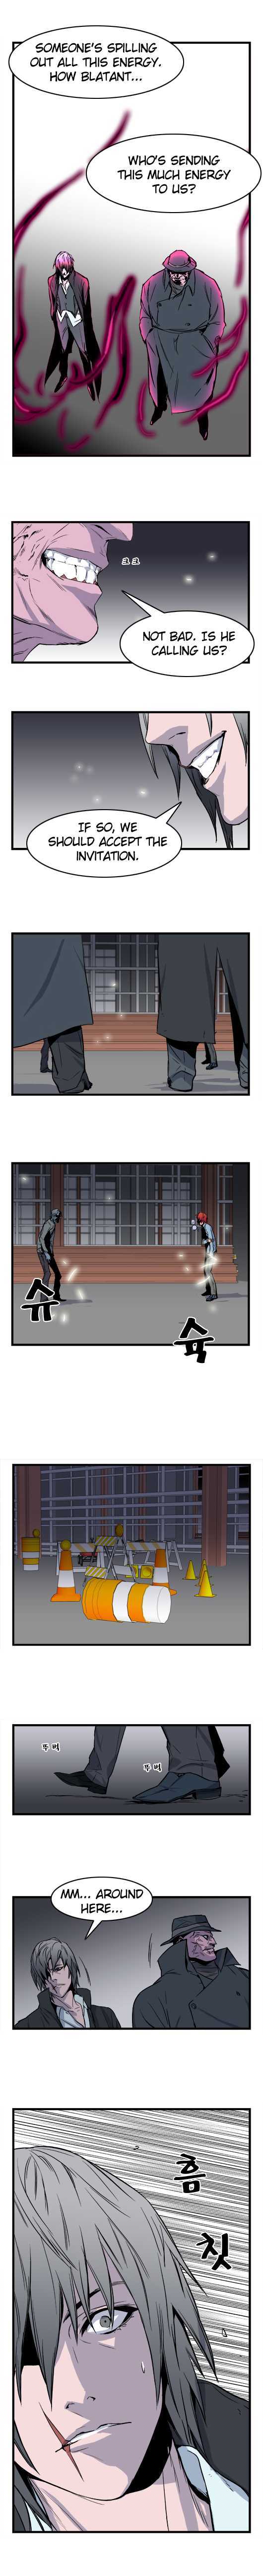 SOMEONE'S SPILLING
OUT ALL THIS ENERGY.
HOW BLATANT...
WHO'S SENDING
THIS MUCH ENERGY
TO US?
크크
NOT BAD. IS HE
CALLING US?
IF SO, WE
SHOULD ACCEPT THE
INVITATION.
슈
슉
뚜벅
뚜벅
MM... AROUND
HERE...
흠
칫